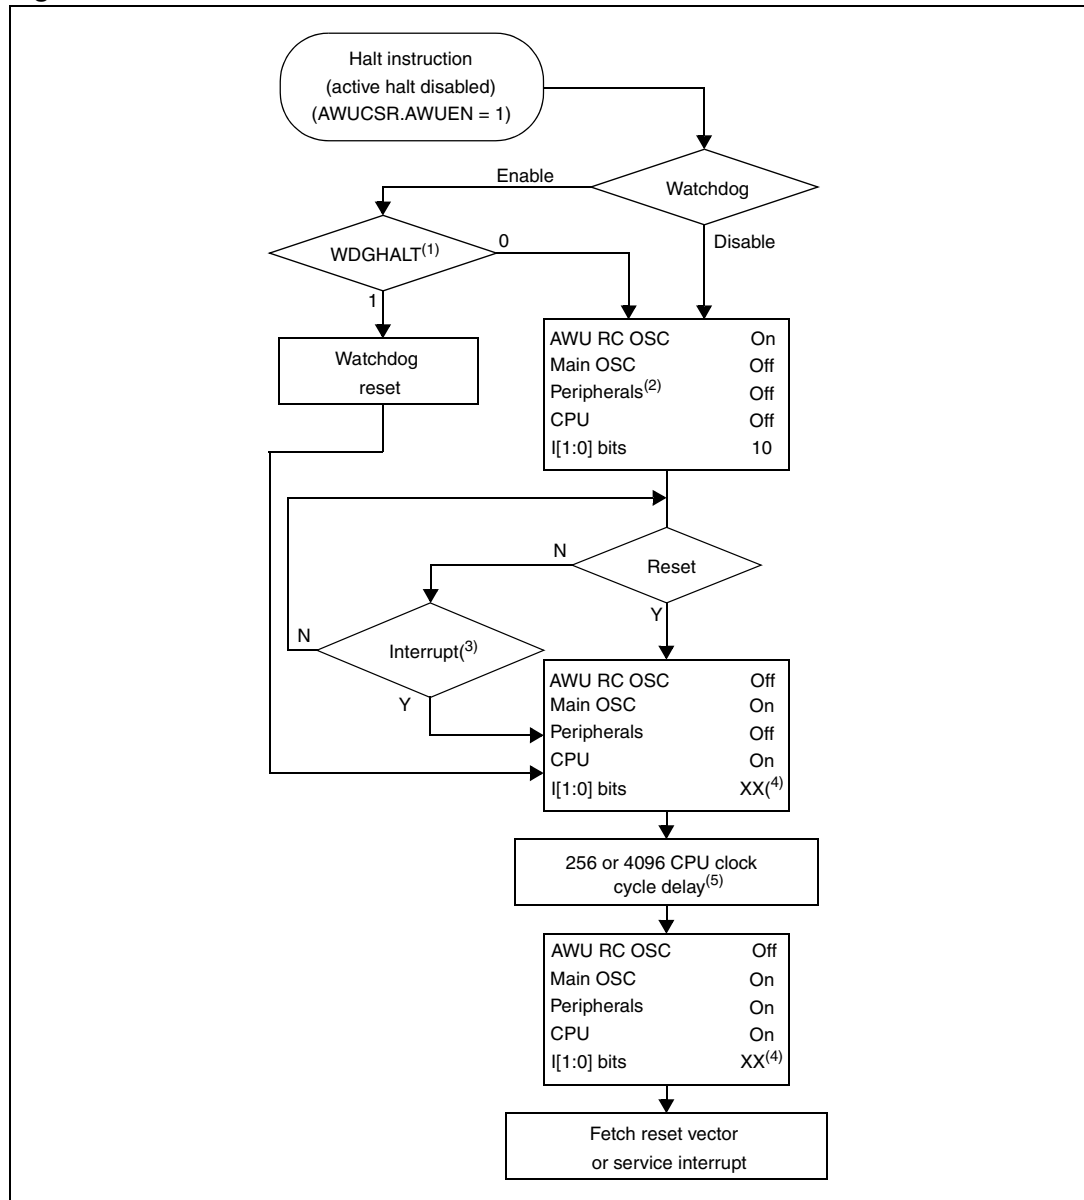 Halt instruction
(active halt disabled)
(AWUCSR.AWUEN = 1)
Enable
Watchdog
WDGHALT(1)
0
Disable
1
Watchdog
reset
AWU RC OSC On
Main OSC Off
Peripherals(2) Off
CPU Off
I[1:0] bits 10
N
Reset
Y
N
Interrupt(3)
Y
AWU RC OSC Off
Main OSC On
Peripherals Off
CPU On
I[1:0] bits XX(4)
256 or 4096 CPU clock
cycle delay(5)
AWU RC OSC Off
Main OSC On
Peripherals On
CPU On
I[1:0] bits XX(4)
Fetch reset vector
or service interrupt